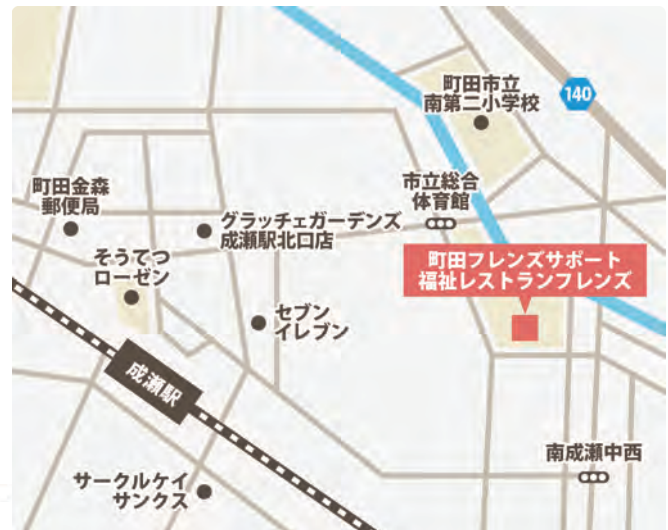 町田市立
南第二小学校
140
町田金森
郵便局
市立総合
体育館
グラッチェガーデンズ
成瀬駅北口店
そうてつ
ローゼン
町田フレンズサポート
福祉レストランフレンズ
セブン
イレブン
成瀬駅
南成瀬中西
サークルケイ
サンクス